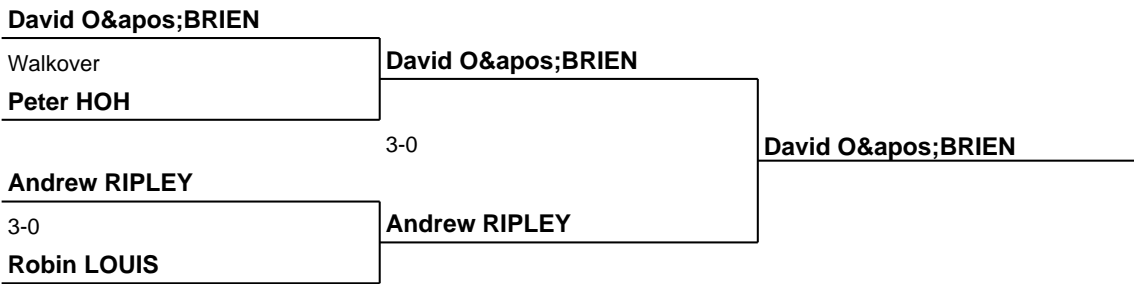 David O&apos;BRIEN
Walkover
David O&apos;BRIEN
Peter HOH
3-0
David O&apos;BRIEN
Andrew RIPLEY
3-0
Andrew RIPLEY
Robin LOUIS